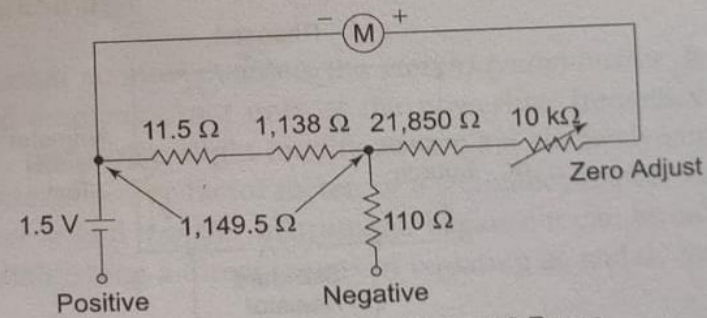 − M +
11.5 Ω 1,138 Ω 21,850 Ω 10 kΩ
Zero Adjust
1.5 V 1,149.5 Ω 110 Ω
Positive Negative